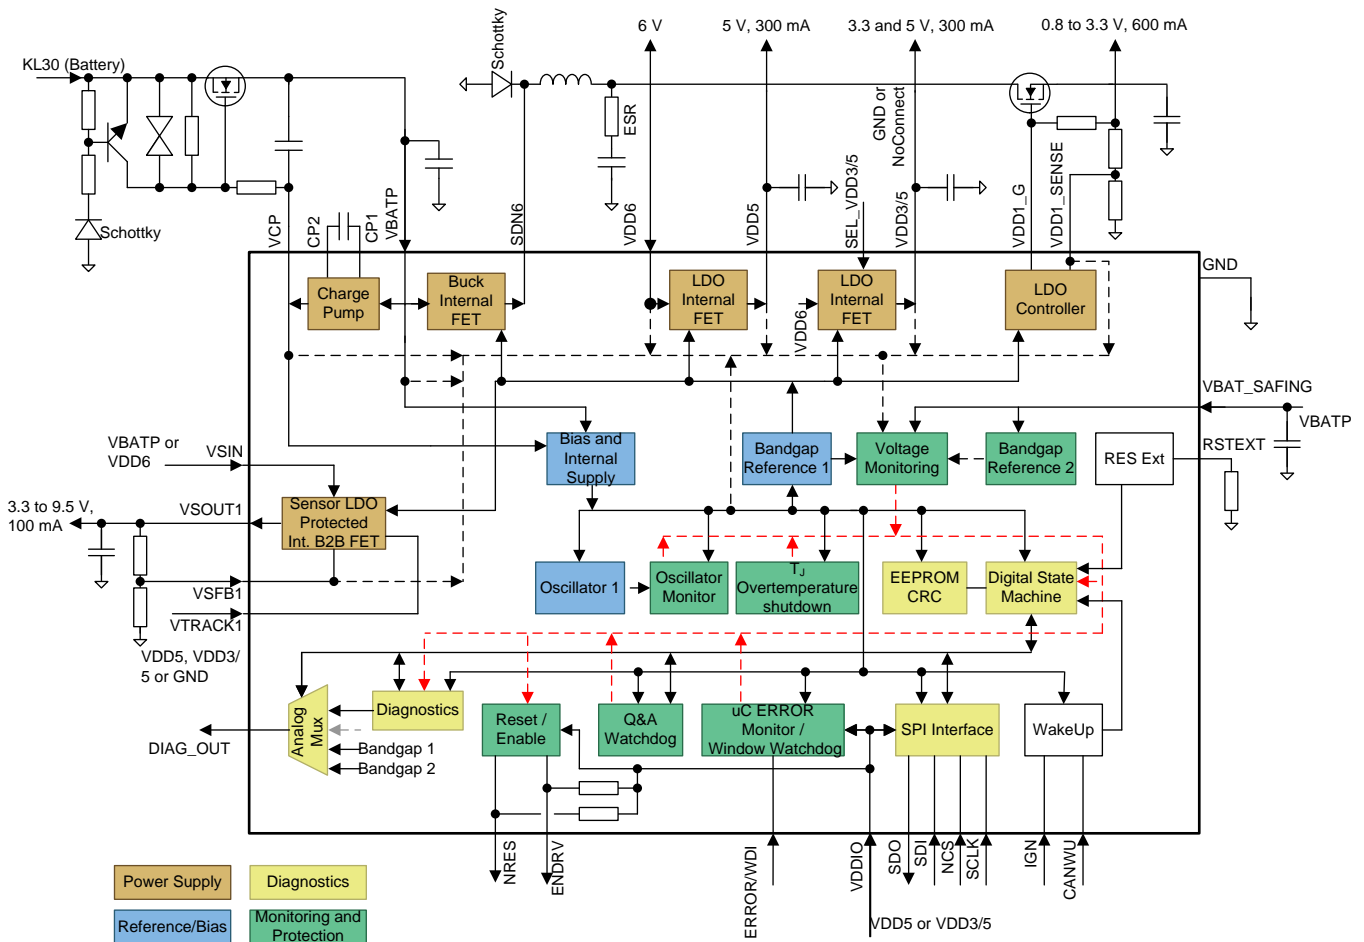 6 V
5 V, 300 mA
3.3 and 5 V, 300 mA
0.8 to 3.3 V, 600 mA
KL30 (Battery)
Schottky
ESR
GND or
NoConnect
Schottky
VCP
CP2
CP1
VBATP
SDN6
VDD6
VDD5
SEL_VDD3/5
VDD3/5
VDD1_G
VDD1_SENSE
GND
Charge
Pump
Buck
Internal
FET
LDO
Internal
FET
VDD6
LDO
Internal
FET
LDO
Controller
VBAT_SAFING
VBATP
VBATP or
VDD6
VSIN
Bias and
Internal
Supply
Bandgap
Reference 1
Voltage
Monitoring
Bandgap
Reference 2
RES Ext
RSTEXT
3.3 to 9.5 V,
100 mA
VSOUT1
Sensor LDO
Protected
Int. B2B FET
VSFB1
VTRACK1
VDD5, VDD3/
5 or GND
Oscillator 1
Oscillator
Monitor
TJ
Overtemperature
shutdown
EEPROM
CRC
Digital State
Machine
Analog
Mux
Diagnostics
Bandgap 1
Bandgap 2
DIAG_OUT
Reset /
Enable
Q&A
Watchdog
uC ERROR
Monitor /
Window Watchdog
SPI Interface
WakeUp
NRES
ENDRV
ERROR/WDI
VDDIO
SDO
SDI
NCS
SCLK
IGN
CANWU
VDD5 or VDD3/5
Power Supply
Diagnostics
Reference/Bias
Monitoring and
Protection